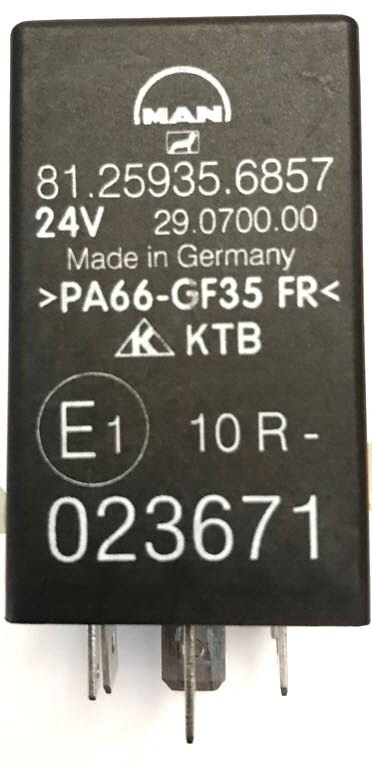 MAN
81.25935.6857
24V 29.0700.00
Made in Germany
>PA66-GF35 FR<
K KTB
E1 10 R -
023671